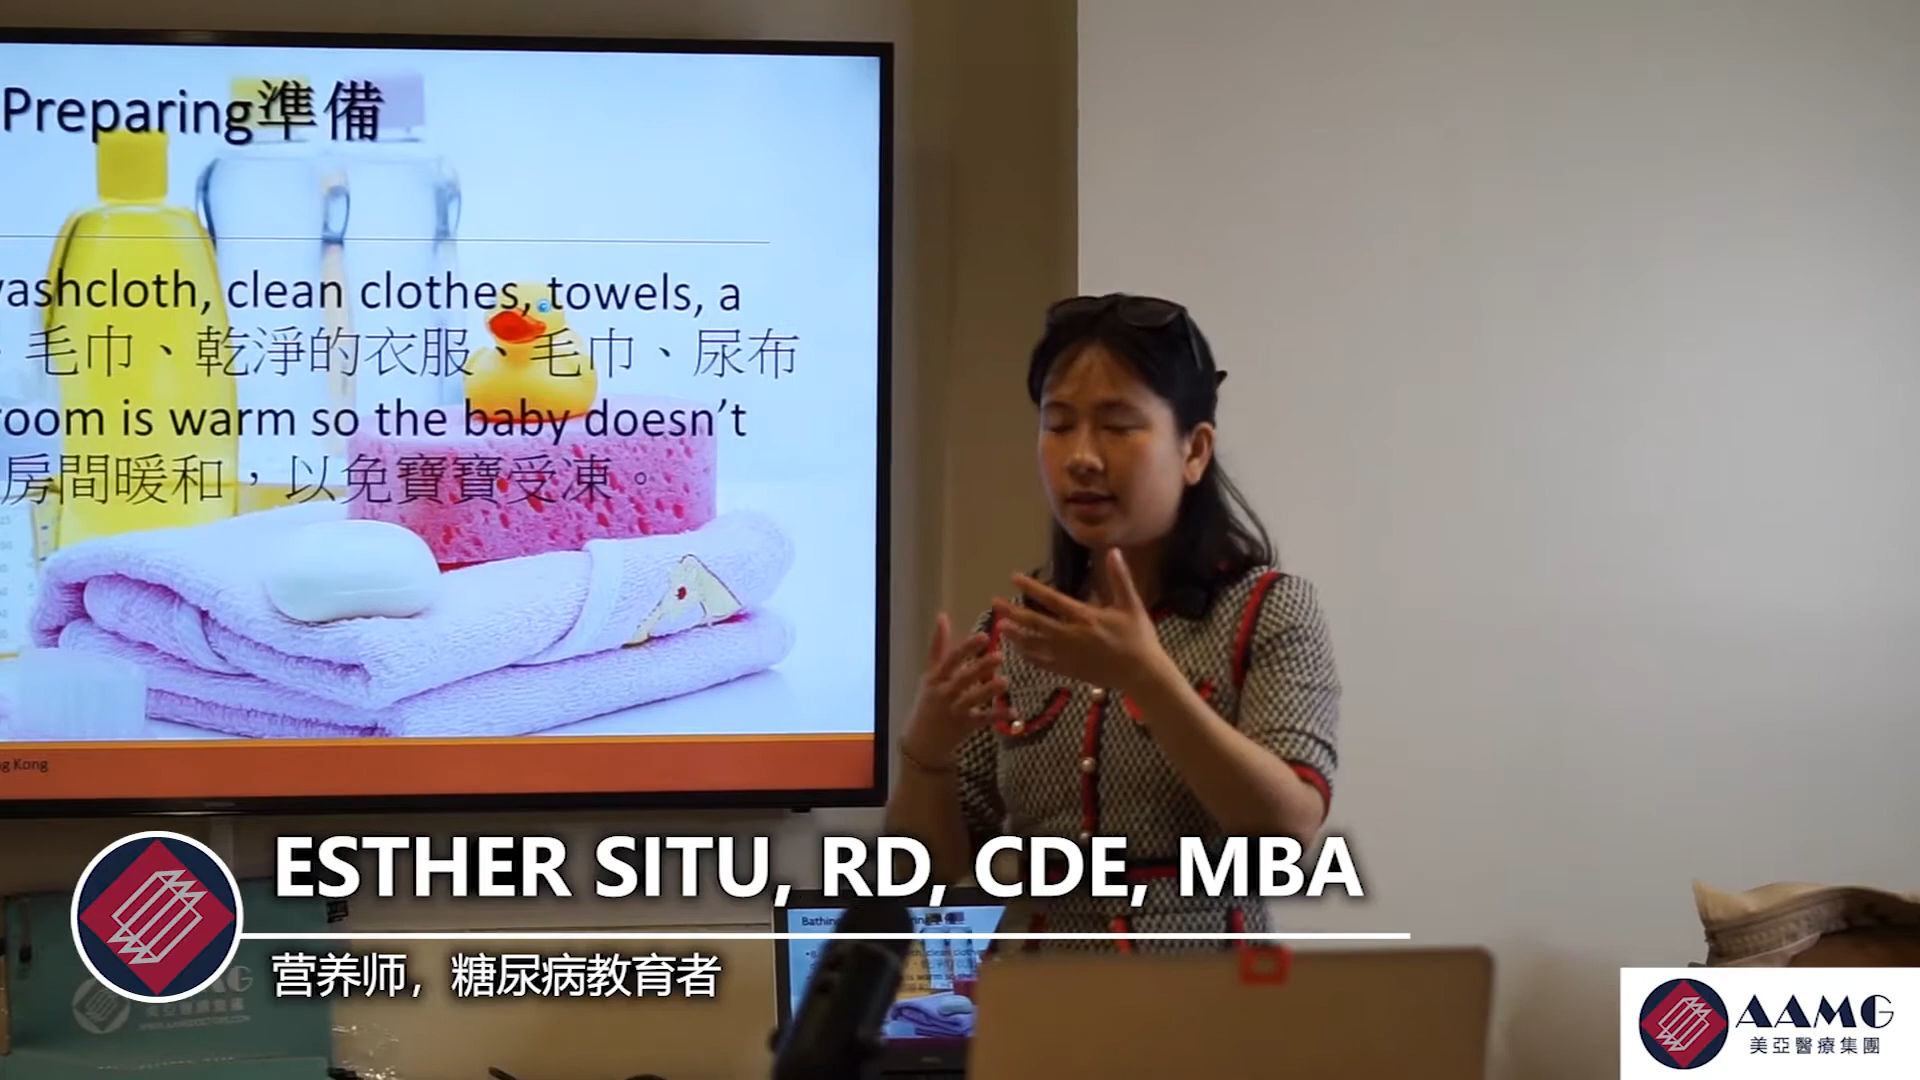 Preparing準備
washcloth, clean clothes, towels, a
、毛巾、乾淨的衣服、毛巾、尿布
room is warm so the baby doesn't
房間暖和，以免寶寶受凍。
ng Kong
ESTHER SITU, RD, CDE, MBA
营养师，糖尿病教育者
AAMG
美亞醫療集團